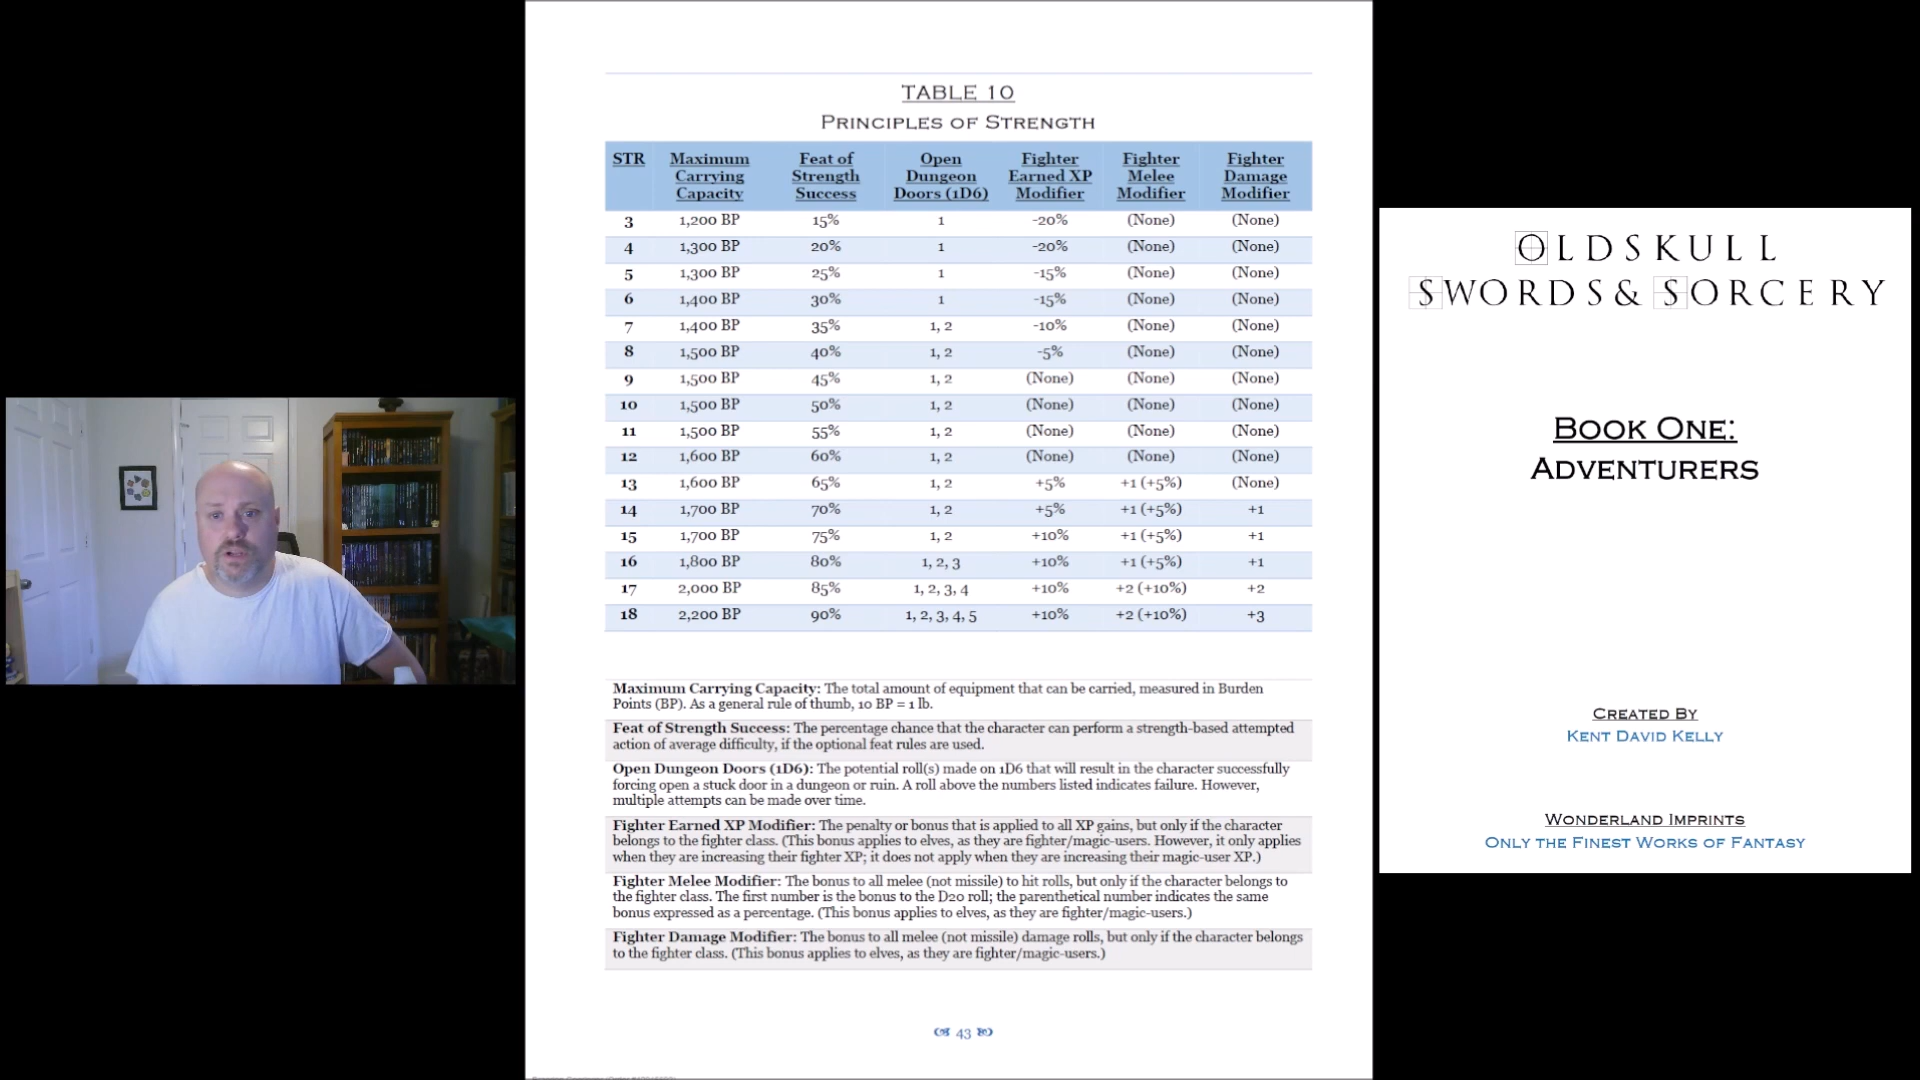 TABLE 10
PRINCIPLES OF STRENGTH
STR Maximum Carrying Capacity Feat of Strength Success Open Dungeon Doors (1D6) Fighter Earned XP Modifier Fighter Melee Modifier Fighter Damage Modifier
3 1,200 BP 15% 1 -20% (None) (None)
4 1,300 BP 20% 1 -20% (None) (None)
5 1,300 BP 25% 1 -15% (None) (None)
6 1,400 BP 30% 1 -15% (None) (None)
7 1,400 BP 35% 1, 2 -10% (None) (None)
8 1,500 BP 40% 1, 2 -5% (None) (None)
9 1,500 BP 45% 1, 2 (None) (None) (None)
10 1,500 BP 50% 1, 2 (None) (None) (None)
11 1,500 BP 55% 1, 2 (None) (None) (None)
12 1,600 BP 60% 1, 2 (None) (None) (None)
13 1,600 BP 65% 1, 2 +5% +1 (+5%) (None)
14 1,700 BP 70% 1, 2 +5% +1 (+5%) +1
15 1,700 BP 75% 1, 2 +10% +1 (+5%) +1
16 1,800 BP 80% 1, 2, 3 +10% +1 (+5%) +1
17 2,000 BP 85% 1, 2, 3, 4 +10% +2 (+10%) +2
18 2,200 BP 90% 1, 2, 3, 4, 5 +10% +2 (+10%) +3
Maximum Carrying Capacity: The total amount of equipment that can be carried, measured in Burden
Points (BP). As a general rule of thumb, 10 BP = 1 lb.
Feat of Strength Success: The percentage chance that the character can perform a strength-based attempted
action of average difficulty, if the optional feat rules are used.
Open Dungeon Doors (1D6): The potential roll(s) made on 1D6 that will result in the character successfully
forcing open a stuck door in a dungeon or ruin. A roll above the numbers listed indicates failure. However,
multiple attempts can be made over time.
Fighter Earned XP Modifier: The penalty or bonus that is applied to all XP gains, but only if the character
belongs to the fighter class. (This bonus applies to elves, as they are fighter/magic-users. However, it only applies
when they are increasing their fighter XP; it does not apply when they are increasing their magic-user XP.)
Fighter Melee Modifier: The bonus to all melee (not missile) to hit rolls, but only if the character belongs to
the fighter class. The first number is the bonus to the D20 roll; the parenthetical number indicates the same
bonus expressed as a percentage. (This bonus applies to elves, as they are fighter/magic-users.)
Fighter Damage Modifier: The bonus to all melee (not missile) damage rolls, but only if the character belongs
to the fighter class. (This bonus applies to elves, as they are fighter/magic-users.)
43
OLDSKULL
SWORDS & SORCERY
BOOK ONE:
ADVENTURERS
CREATED BY
KENT DAVID KELLY
WONDERLAND IMPRINTS
ONLY THE FINEST WORKS OF FANTASY